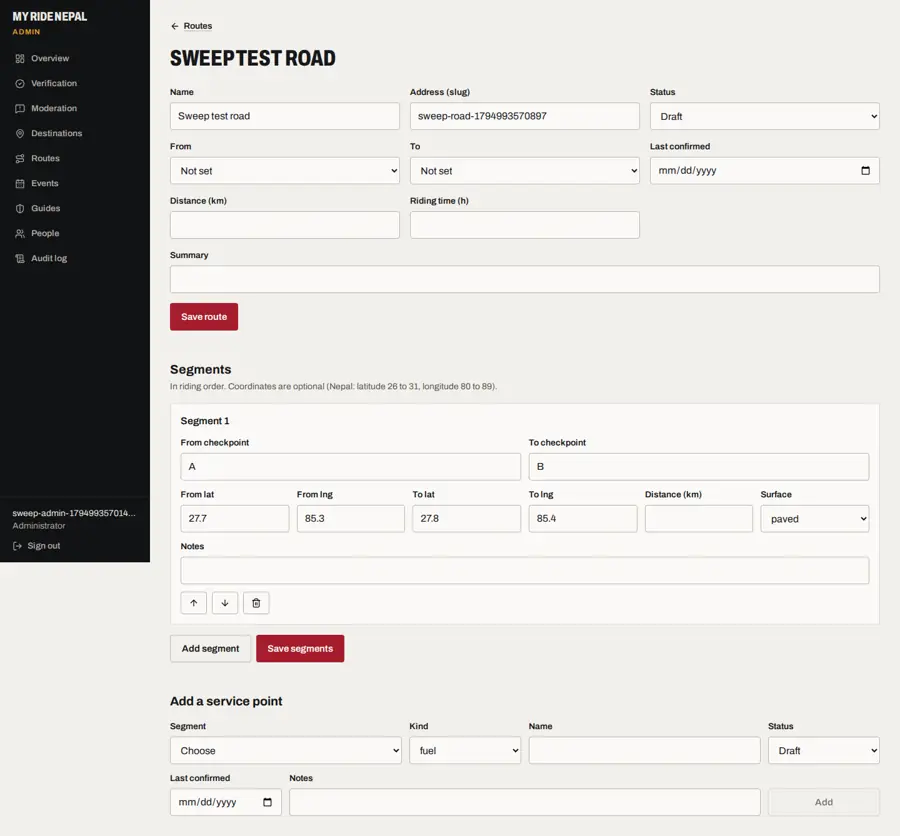 MY RIDE NEPAL
ADMIN
Overview
Verification
Moderation
Destinations
Routes
Events
Guides
People
Audit log
sweep-admin-179499357014...
Administrator
Sign out
Routes
SWEEP TEST ROAD
Name
Address (slug)
Status
Sweep test road
sweep-road-1794993570897
Draft
From
To
Last confirmed
Not set
Not set
mm/dd/yyyy
Distance (km)
Riding time (h)
Summary
Save route
Segments
In riding order. Coordinates are optional (Nepal: latitude 26 to 31, longitude 80 to 89).
Segment 1
From checkpoint
To checkpoint
A
B
From lat
From lng
To lat
To lng
Distance (km)
Surface
27.7
85.3
27.8
85.4
paved
Notes
Add segment
Save segments
Add a service point
Segment
Kind
Name
Status
Choose
fuel
Draft
Last confirmed
Notes
mm/dd/yyyy
Add